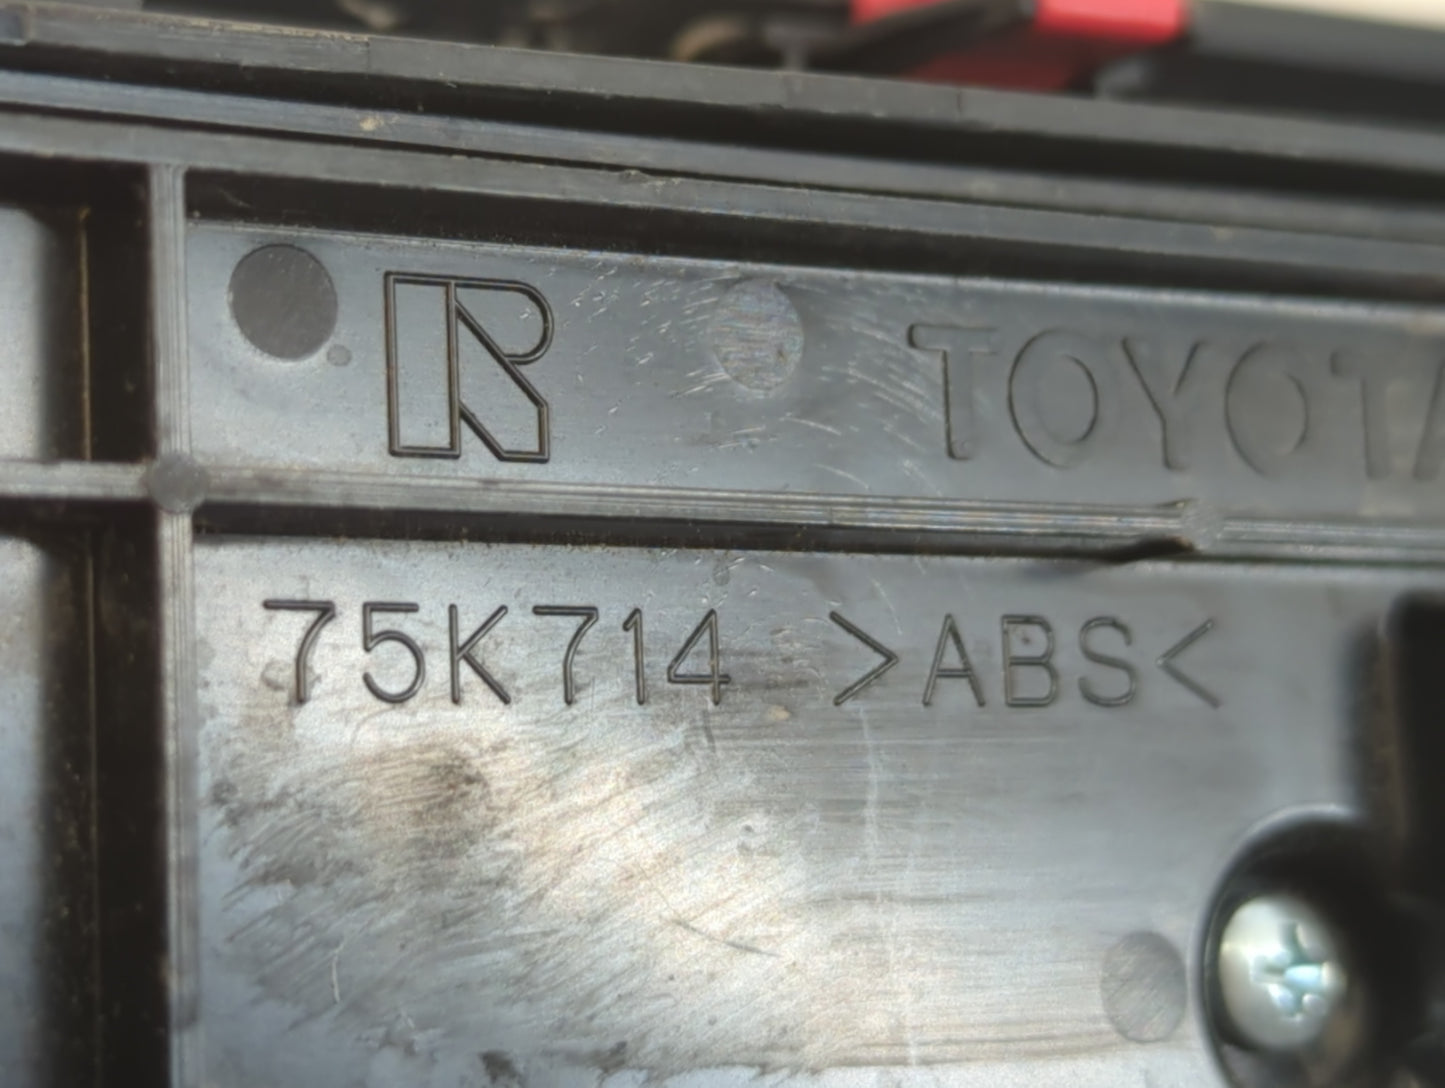 R TOYOTA
75K714 >ABS<